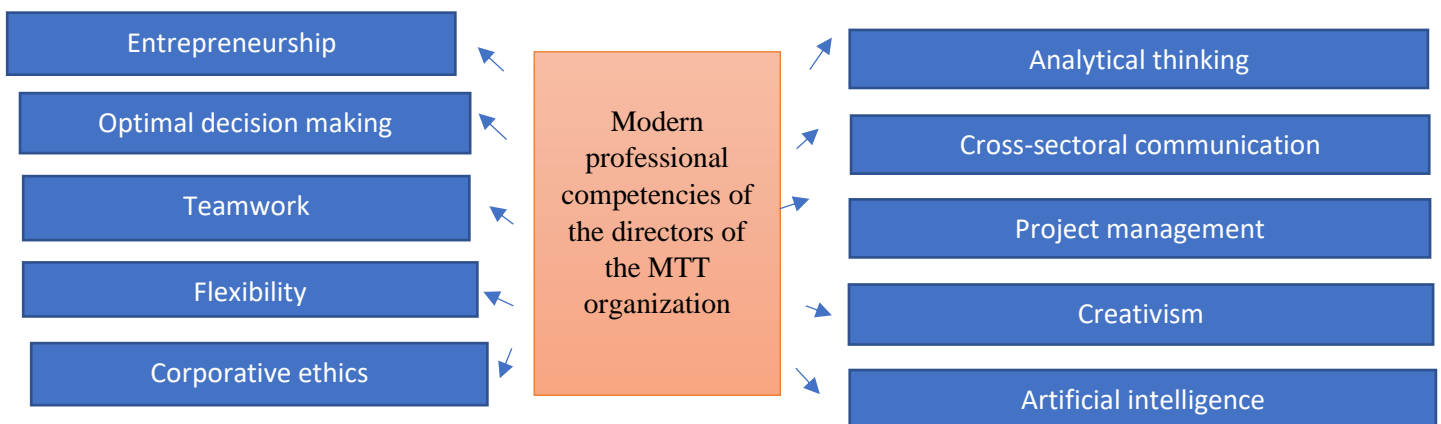 Entrepreneurship
Optimal decision making
Teamwork
Flexibility
Corporative ethics
Modern
professional
competencies of
the directors of
the MTT
organization
Analytical thinking
Cross-sectoral communication
Project management
Creativism
Artificial intelligence